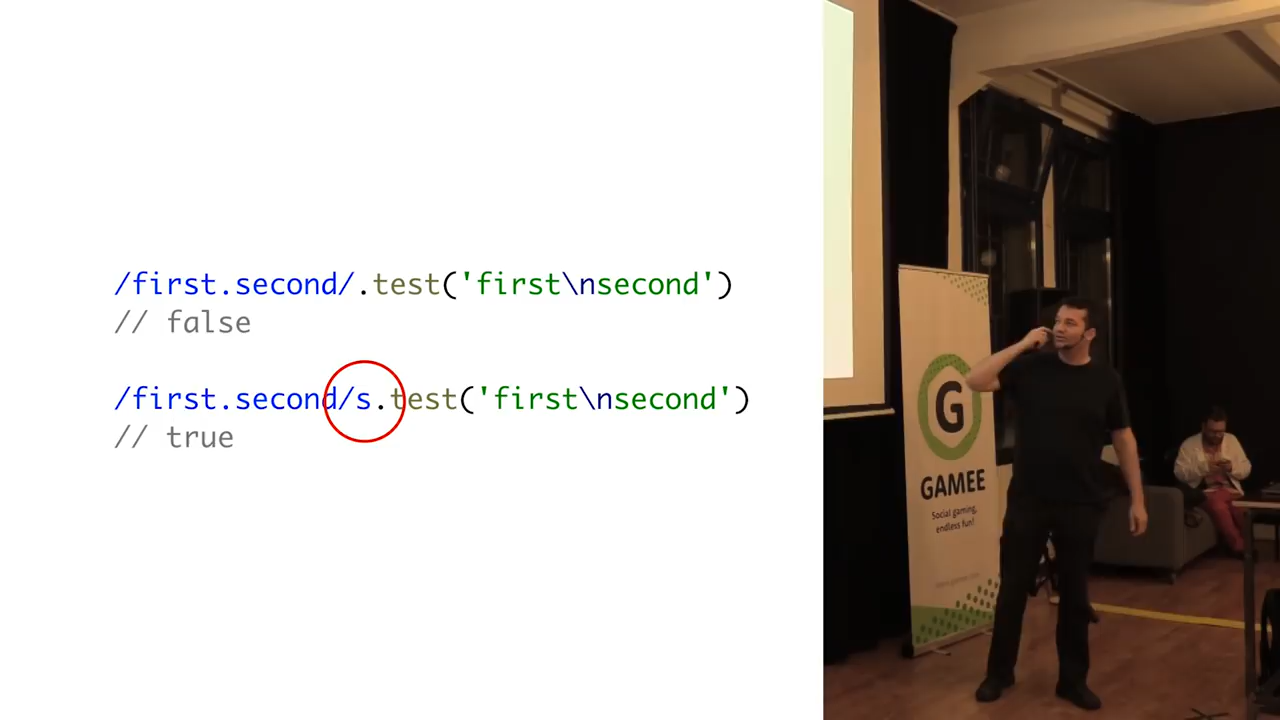 /first.second/.test('first\nsecond')
// false
/first.second/s.test('first\nsecond')
// true
G
GAMEE
Social gaming,
endless fun!